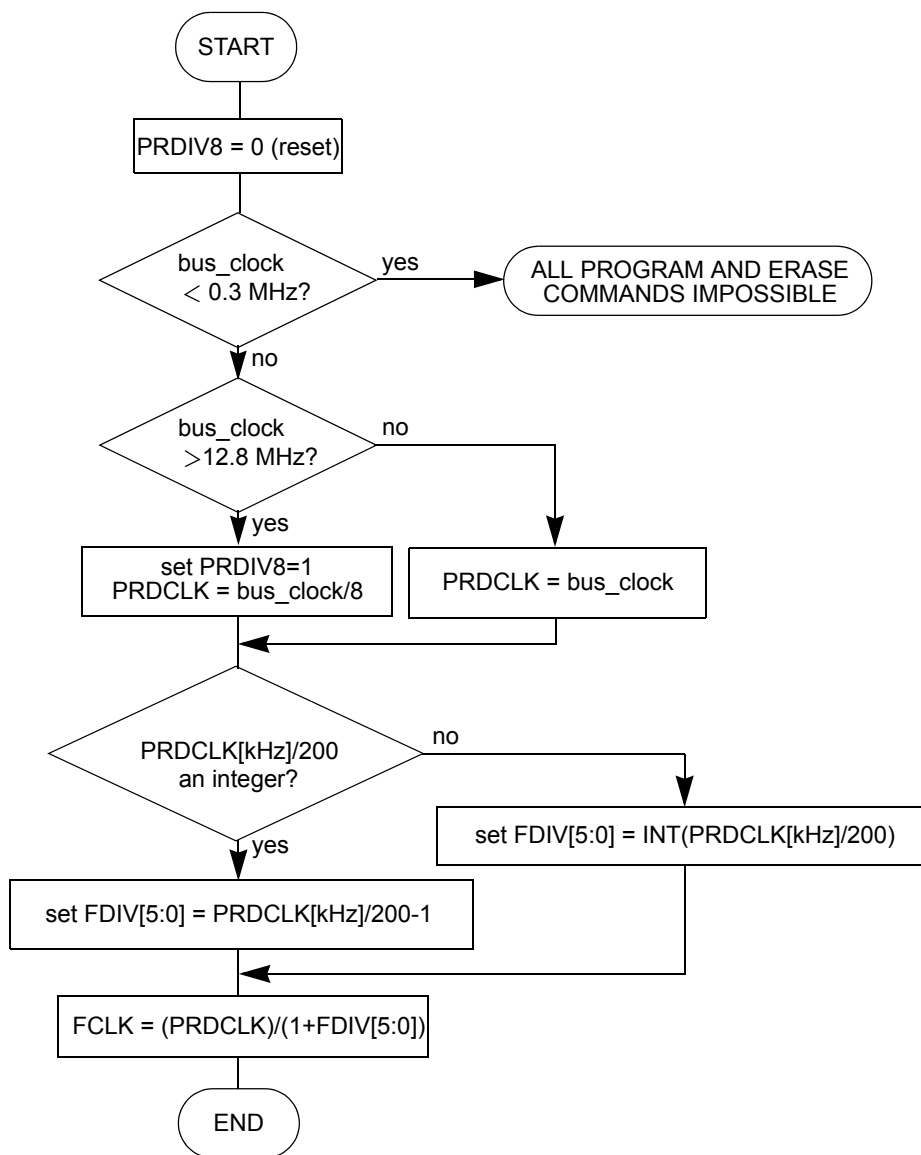 START
PRDIV8 = 0 (reset)
bus_clock
< 0.3 MHz?
yes
ALL PROGRAM AND ERASE
COMMANDS IMPOSSIBLE
no
bus_clock
>12.8 MHz?
no
yes
set PRDIV8=1
PRDCLK = bus_clock/8
PRDCLK = bus_clock
PRDCLK[kHz]/200
an integer?
no
set FDIV[5:0] = INT(PRDCLK[kHz]/200)
yes
set FDIV[5:0] = PRDCLK[kHz]/200-1
FCLK = (PRDCLK)/(1+FDIV[5:0])
END